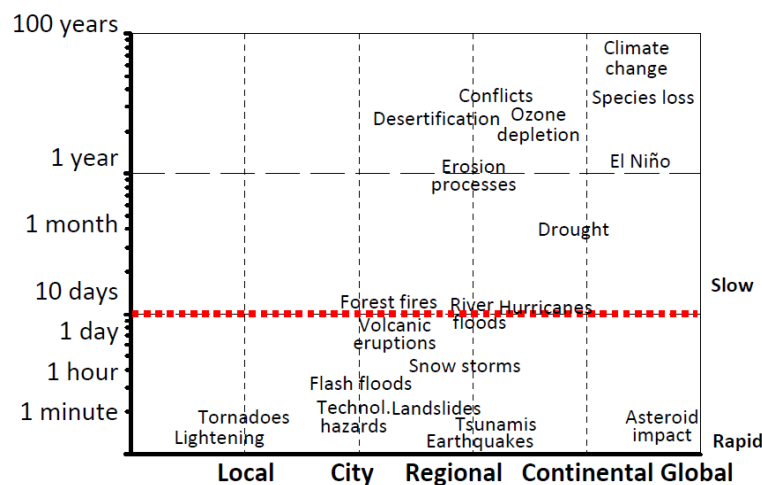 100 years
Climate
change
Conflicts
Species loss
Desertification
Ozone
depletion
1 year
Erosion
processes
El Niño
1 month
Drought
10 days
Slow
Forest fires
River
floods
Hurricanes
1 day
Volcanic
eruptions
1 hour
Snow storms
Flash floods
1 minute
Tornadoes
Technol.
hazards
Landslides
Tsunamis
Asteroid
impact
Lightening
Earthquakes
Rapid
Local
City
Regional
Continental
Global